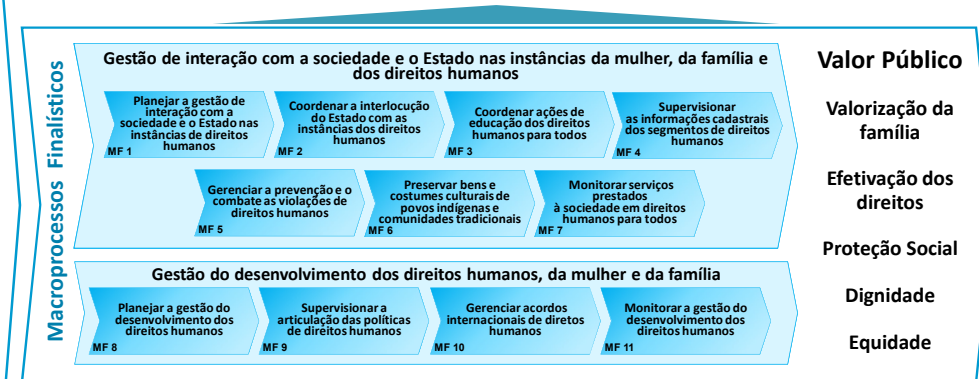 Macroprocessos Finalísticos
Gestão de interação com a sociedade e o Estado nas instâncias da mulher, da família e
dos direitos humanos
Planejar a gestão de
interação com a
sociedade e o Estado nas
instâncias de direitos
humanos
MF 1
Coordenar a interlocução
do Estado com as
instâncias dos direitos
humanos
MF 2
Coordenar ações de
educação dos direitos
humanos para todos
MF 3
Supervisionar
as informações cadastrais
dos segmentos de direitos
humanos
MF 4
Gerenciar a prevenção e o
combate as violações de
direitos humanos
MF 5
Preservar bens e
costumes culturais de
povos indígenas e
comunidades tradicionais
MF 6
Monitorar serviços
prestados
à sociedade em direitos
humanos para todos
MF 7
Gestão do desenvolvimento dos direitos humanos, da mulher e da família
Planejar a gestão do
desenvolvimento dos
direitos humanos
MF 8
Supervisionar a
articulação das políticas
de direitos humanos
MF 9
Gerenciar acordos
internacionais de diretos
humanos
MF 10
Monitorar a gestão do
desenvolvimento dos
direitos humanos
MF 11
Valor Público
Valorização da
família
Efetivação dos
direitos
Proteção Social
Dignidade
Equidade